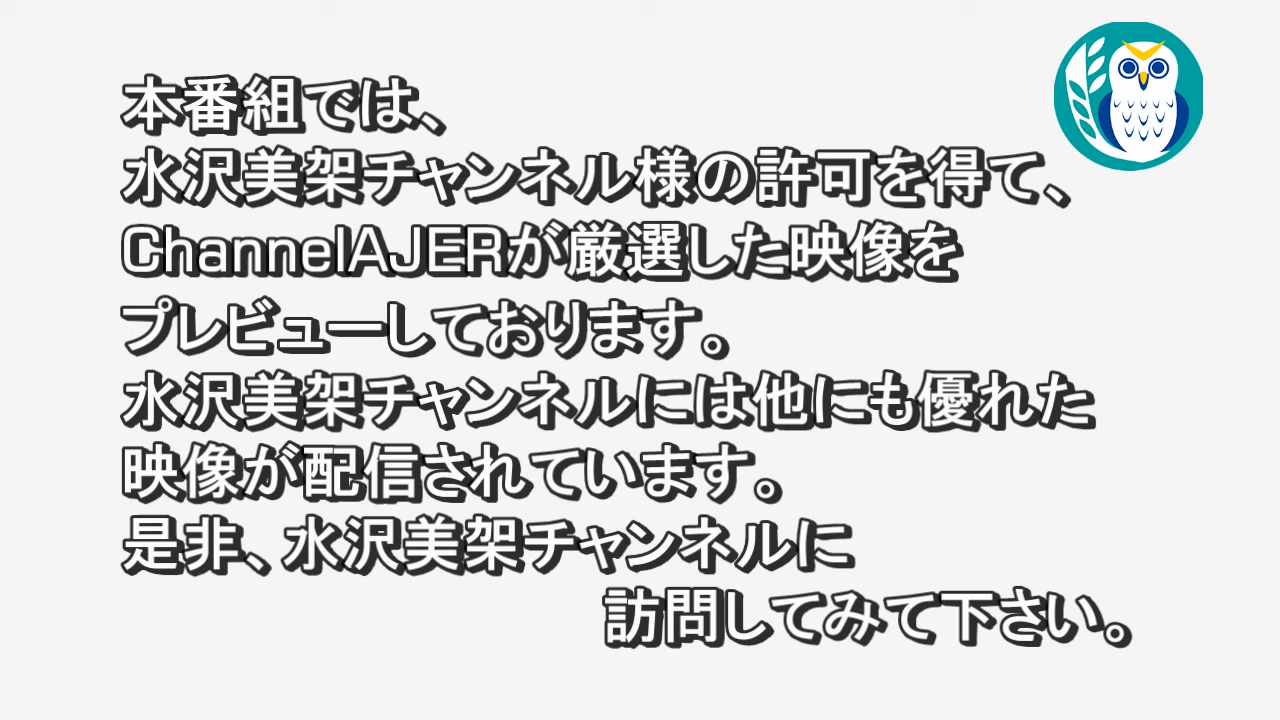 本番組では、
水沢美架チャンネル様の許可を得て、
ChannelAJERが厳選した映像を
プレビューしております。
水沢美架チャンネルには他にも優れた
映像が配信されています。
是非、水沢美架チャンネルに
訪問してみて下さい。